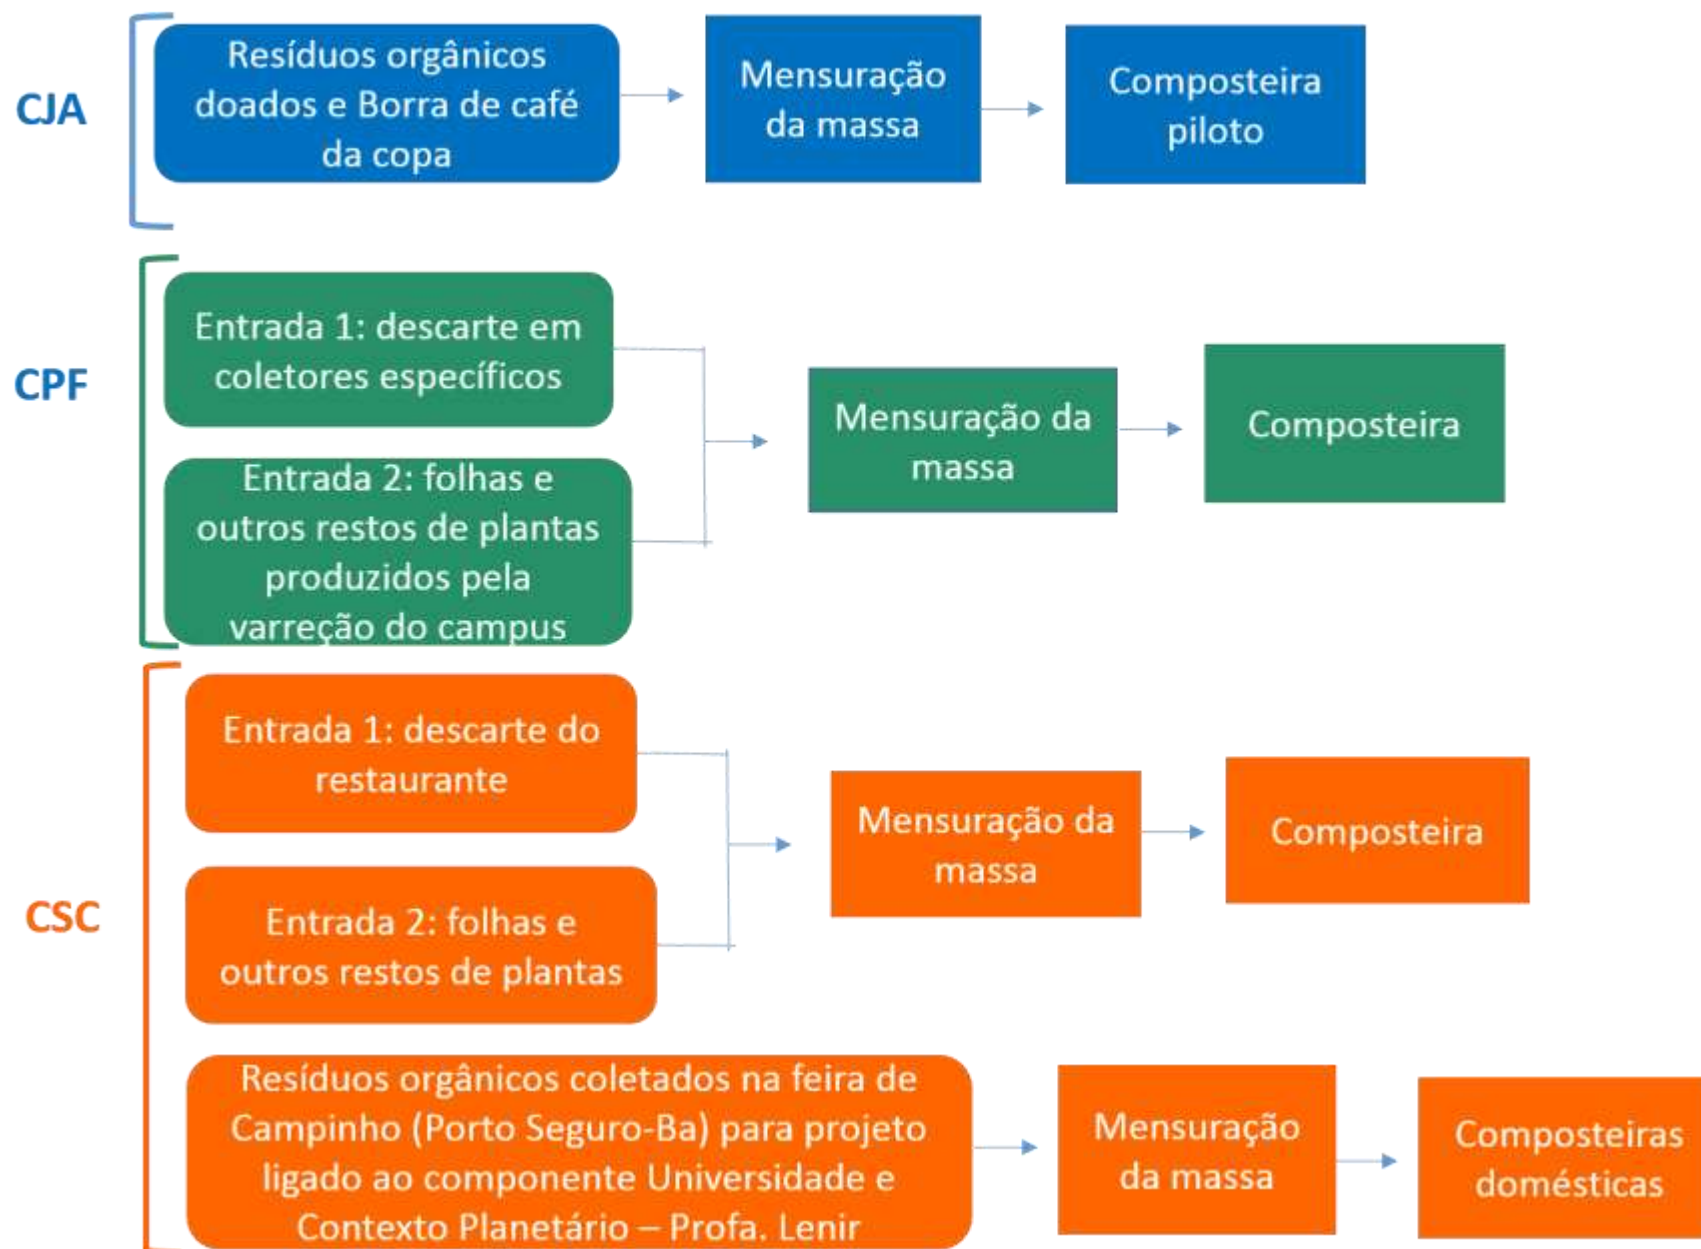 CJA
Resíduos orgânicos
doados e Borra de café
da copa
Mensuração
da massa
Composteira
piloto
CPF
Entrada 1: descarte em
coletores específicos
Entrada 2: folhas e
outros restos de plantas
produzidos pela
varreção do campus
Mensuração da
massa
Composteira
CSC
Entrada 1: descarte do
restaurante
Entrada 2: folhas e
outros restos de plantas
Mensuração da
massa
Composteira
Resíduos orgânicos coletados na feira de
Campinho (Porto Seguro-Ba) para projeto
ligado ao componente Universidade e
Contexto Planetário – Profa. Lenir
Mensuração
da massa
Composteiras
domésticas